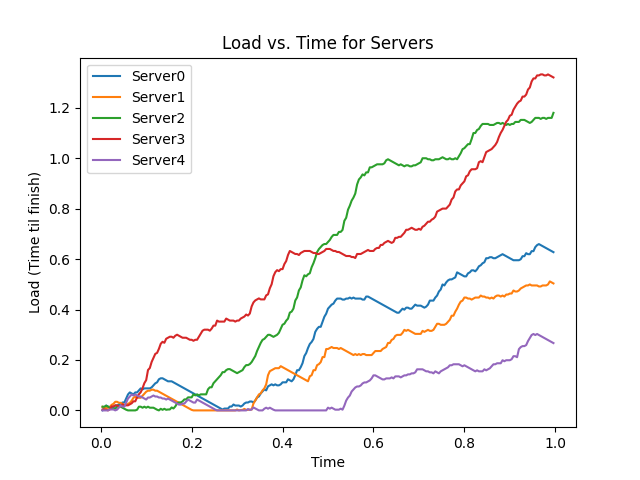 Load vs. Time for Servers
Server0
Server1
Server2
Server3
Server4
Load (Time til finish)
1.2
1.0
0.8
0.6
0.4
0.2
0.0
0.0 0.2 0.4 0.6 0.8 1.0
Time